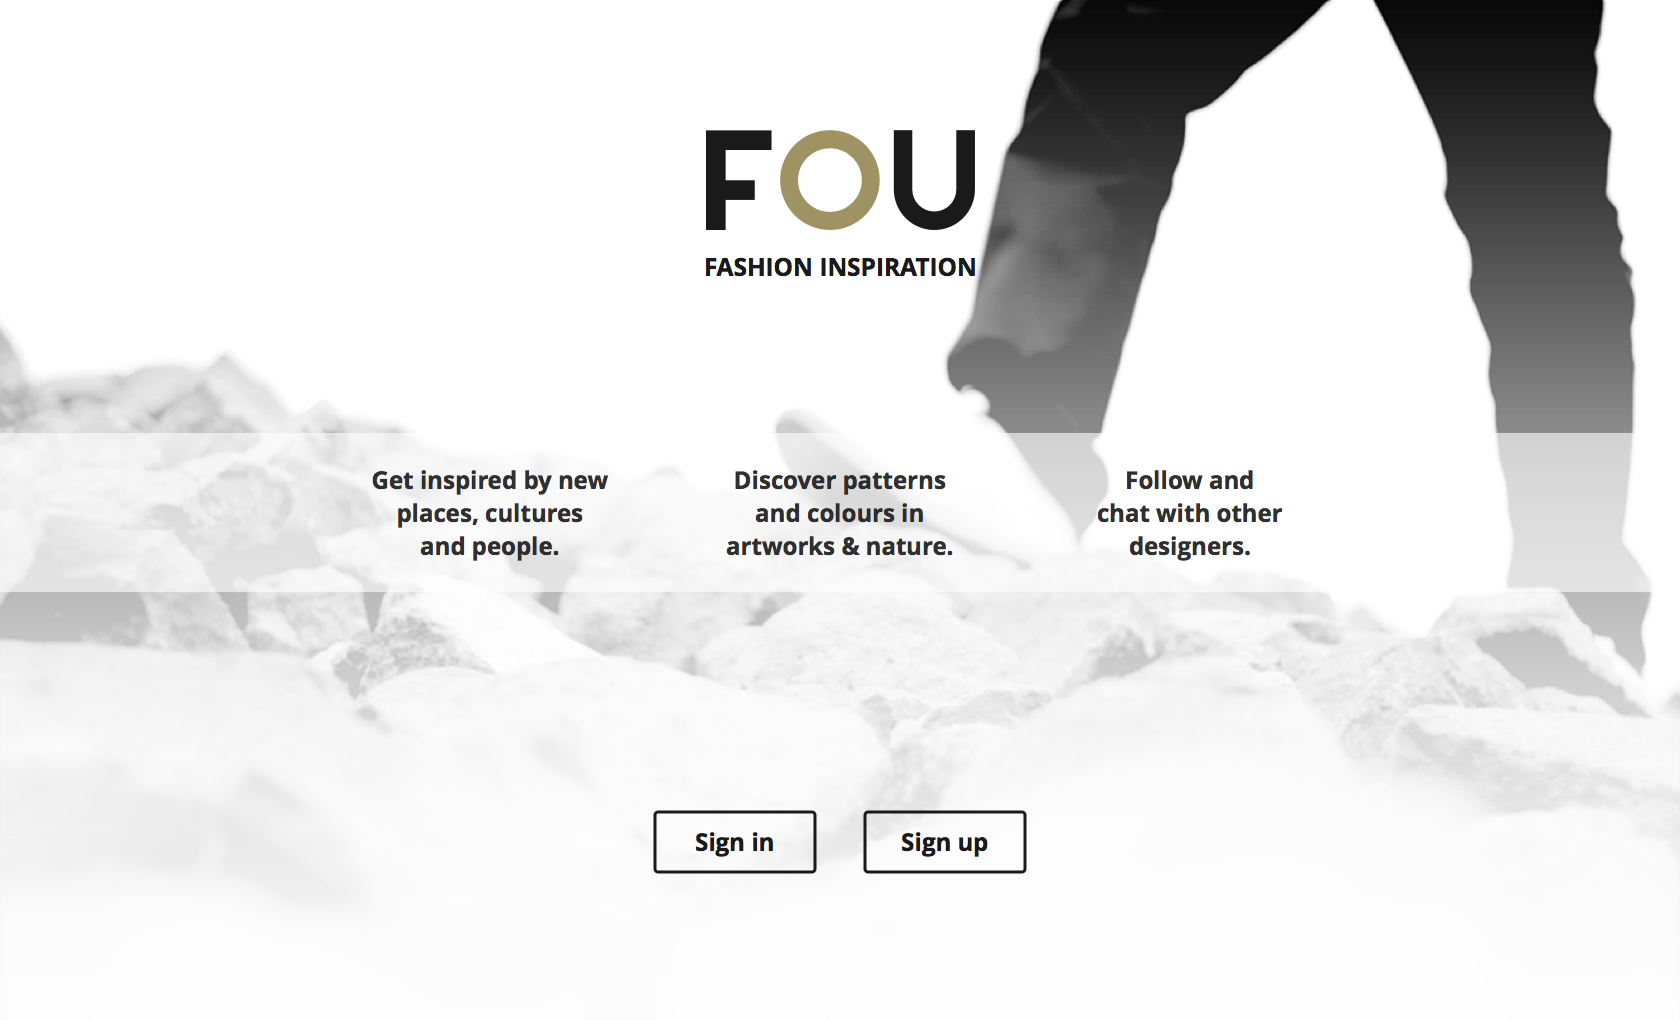 FOU
FASHION INSPIRATION
Get inspired by new
places, cultures
and people.
Discover patterns
and colours in
artworks & nature.
Follow and
chat with other
designers.
Sign in
Sign up